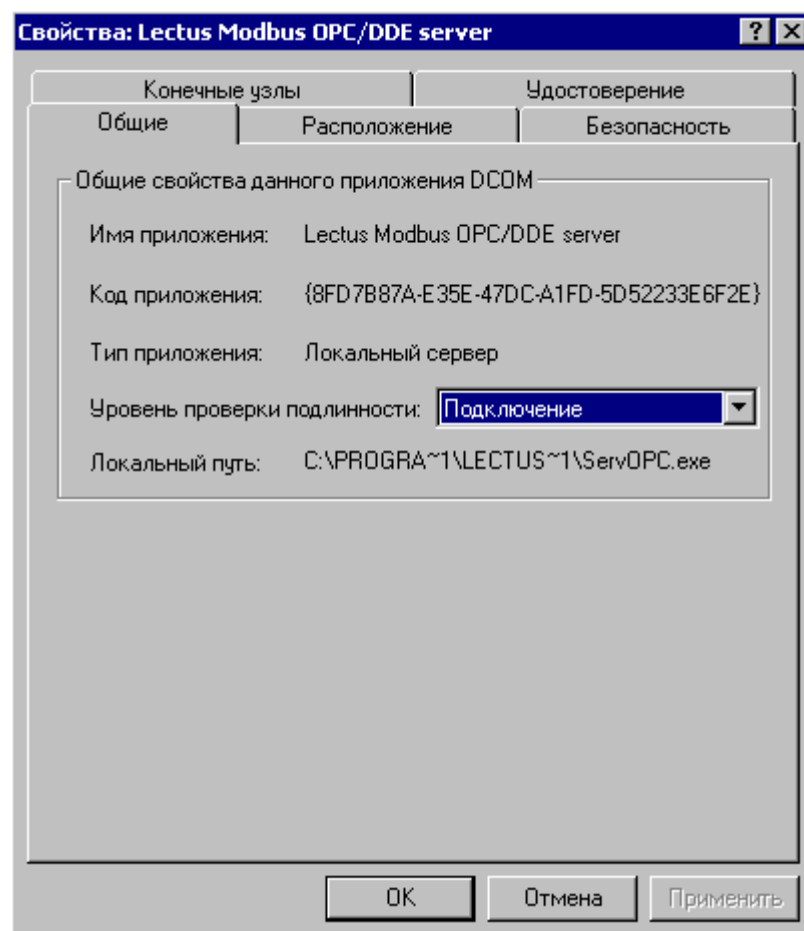 Свойства: Lectus Modbus OPC/DDE server
Конечные узлы Удостоверение
Общие Расположение Безопасность
Общие свойства данного приложения DCOM
Имя приложения: Lectus Modbus OPC/DDE server
Код приложения: {8FD7B87A-E35E-47DC-A1FD-5D52233E6F2E}
Тип приложения: Локальный сервер
Уровень проверки подлинности: Подключение
Локальный путь: C:\PROGRA~1\LECTUS~1\ServOPC.exe
OK Отмена Применить